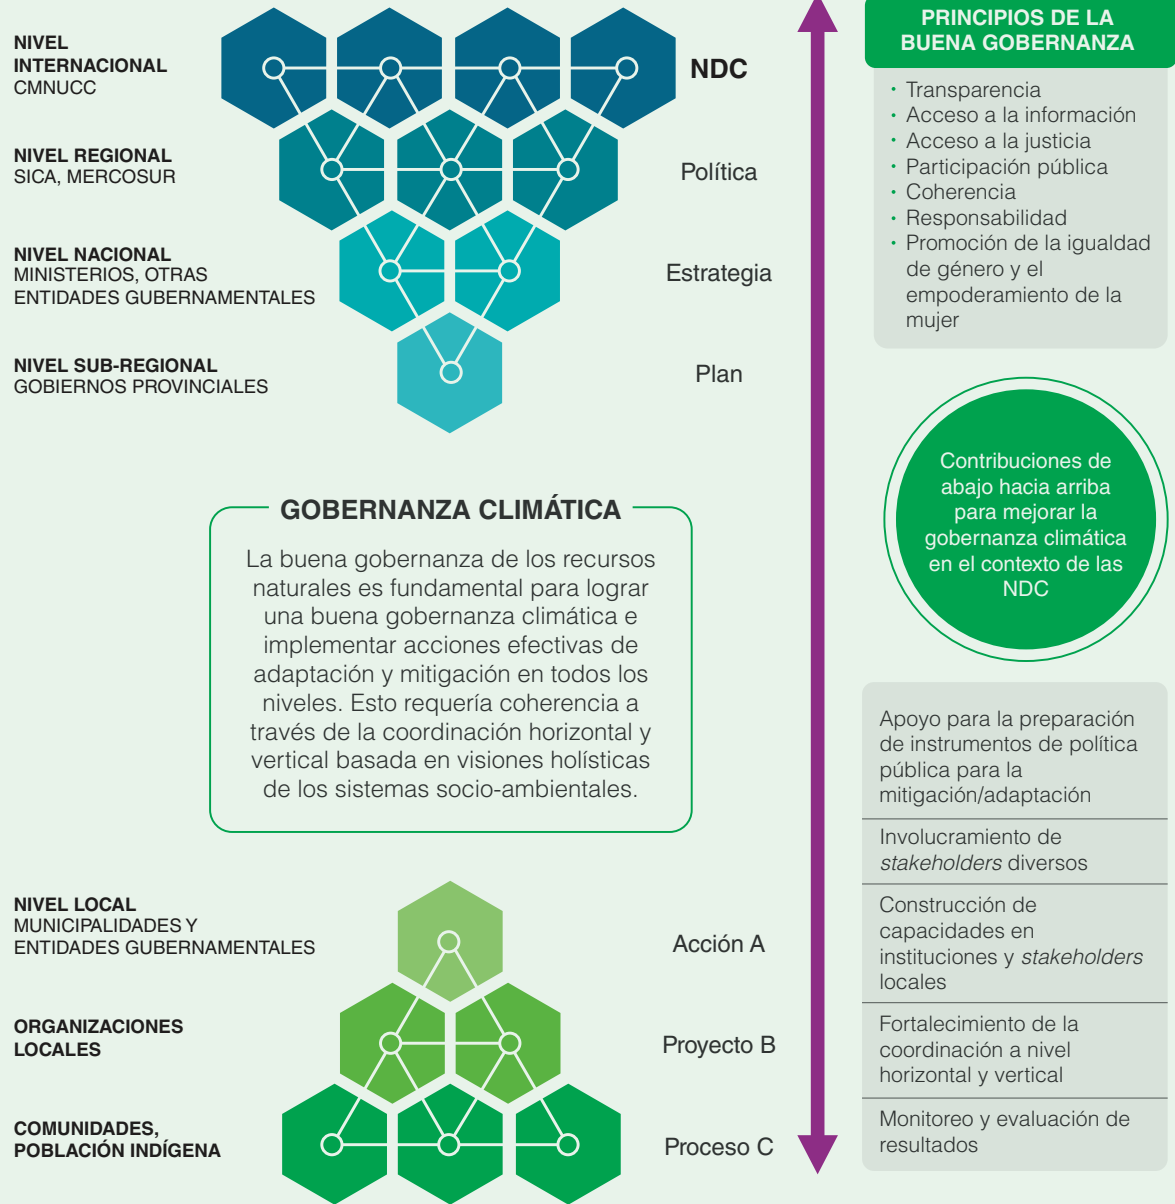 NIVEL
INTERNACIONAL
CMNUCC
NDC
NIVEL REGIONAL
SICA, MERCOSUR
Política
NIVEL NACIONAL
MINISTERIOS, OTRAS
ENTIDADES GUBERNAMENTALES
Estrategia
NIVEL SUB-REGIONAL
GOBIERNOS PROVINCIALES
Plan
GOBERNANZA CLIMÁTICA
La buena gobernanza de los recursos
naturales es fundamental para lograr
una buena gobernanza climática e
implementar acciones efectivas de
adaptación y mitigación en todos los
niveles. Esto requería coherencia a
través de la coordinación horizontal y
vertical basada en visiones holísticas
de los sistemas socio-ambientales.
NIVEL LOCAL
MUNICIPALIDADES Y
ENTIDADES GUBERNAMENTALES
Acción A
ORGANIZACIONES
LOCALES
Proyecto B
COMUNIDADES,
POBLACIÓN INDÍGENA
Proceso C
PRINCIPIOS DE LA
BUENA GOBERNANZA
• Transparencia
• Acceso a la información
• Acceso a la justicia
• Participación pública
• Coherencia
• Responsabilidad
• Promoción de la igualdad
de género y el
empoderamiento de la
mujer
Contribuciones de
abajo hacia arriba
para mejorar la
gobernanza climática
en el contexto de las
NDC
Apoyo para la preparación
de instrumentos de política
pública para la
mitigación/adaptación
Involucramiento de
stakeholders diversos
Construcción de
capacidades en
instituciones y stakeholders
locales
Fortalecimiento de la
coordinación a nivel
horizontal y vertical
Monitoreo y evaluación de
resultados